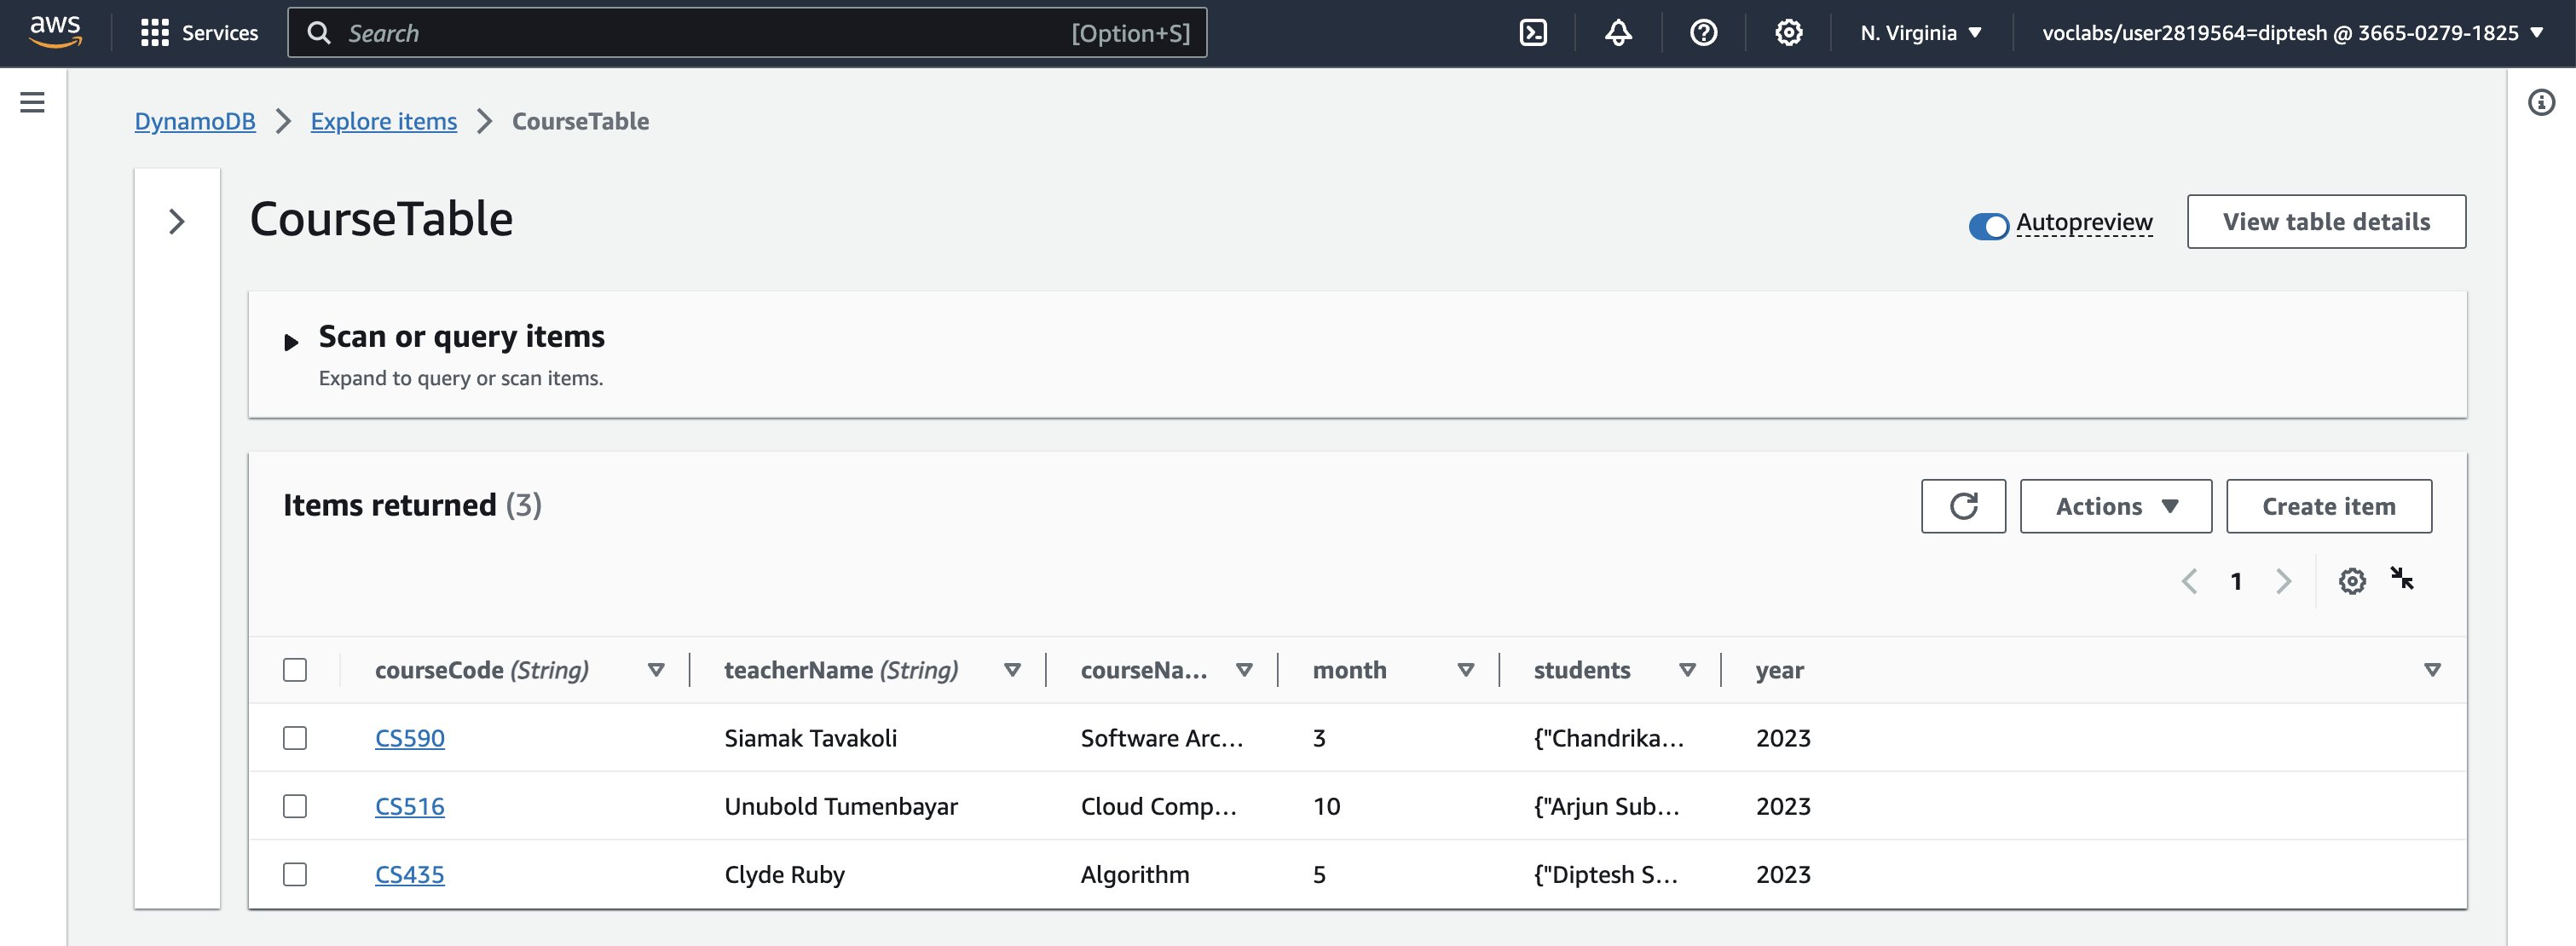 aws Services Search [Option+S] N. Virginia voclabs/user2819564=diptesh @ 3665-0279-1825
DynamoDB Explore items CourseTable
CourseTable Autopreview View table details
Scan or query items
Expand to query or scan items.
Items returned (3) Actions Create item
1
courseCode (String) teacherName (String) courseNa... month students year
CS590 Siamak Tavakoli Software Arc... 3 {"Chandrika... 2023
CS516 Unubold Tumenbayar Cloud Comp... 10 {"Arjun Sub... 2023
CS435 Clyde Ruby Algorithm 5 {"Diptesh S... 2023